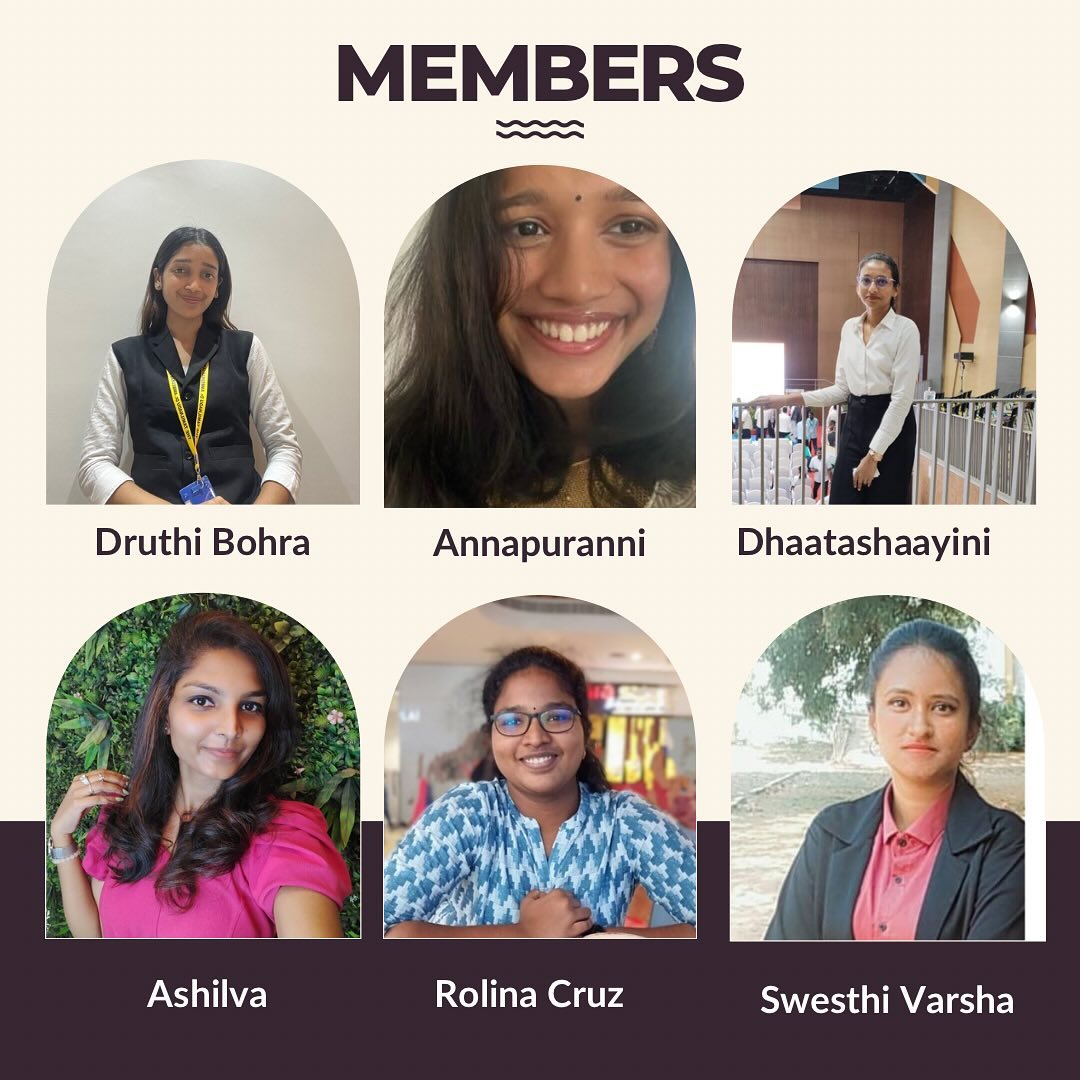 MEMBERS
Druthi Bohra
Annapuranni
Dhaatashaayini
Ashilva
Rolina Cruz
Swesthi Varsha